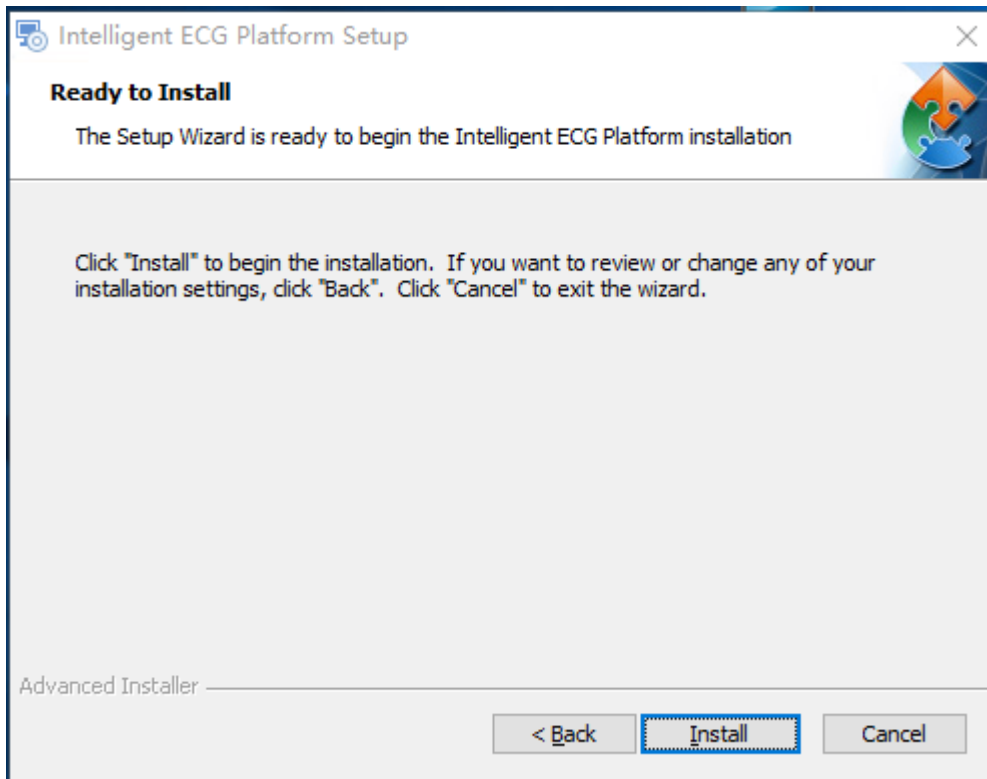 Intelligent ECG Platform Setup
Ready to Install
The Setup Wizard is ready to begin the Intelligent ECG Platform installation
Click "Install" to begin the installation.  If you want to review or change any of your
installation settings, click "Back".  Click "Cancel" to exit the wizard.
Advanced Installer
< Back
Install
Cancel